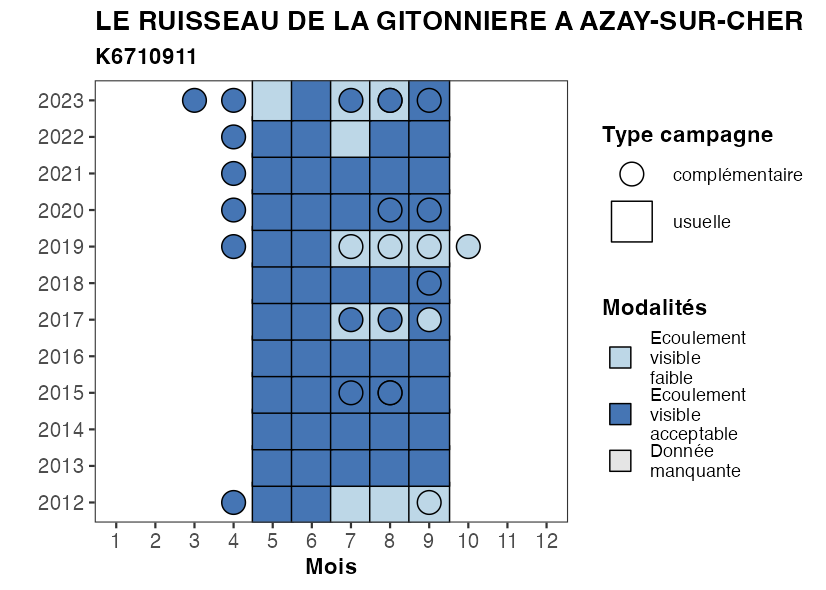 LE RUISSEAU DE LA GITONNIERE A AZAY-SUR-CHER
K6710911
2023
2022
2021
2020
2019
2018
2017
2016
2015
2014
2013
2012
1 2 3 4 5 6 7 8 9 10 11 12
Mois
Type campagne
complémentaire
usuelle
Modalités
Ecoulement
visible
faible
Ecoulement
visible
acceptable
Donnée
manquante